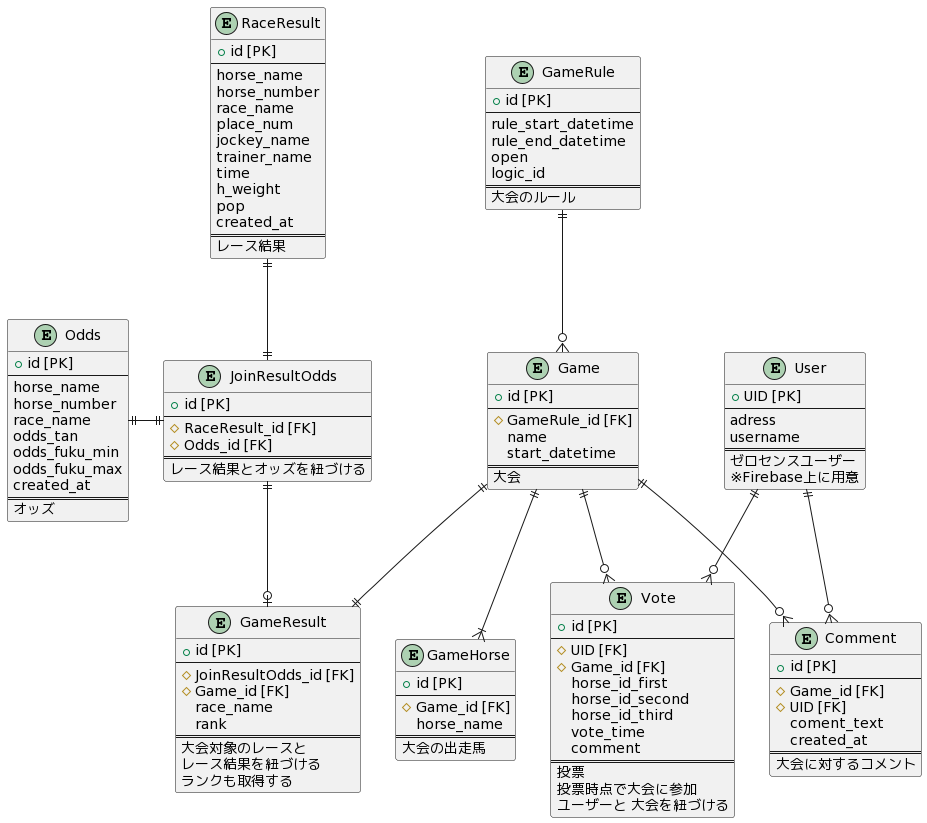 E RaceResult
id [PK]
horse_name
horse_number
race_name
place_num
jockey_name
trainer_name
time
h_weight
pop
created_at
レース結果
E GameRule
id [PK]
rule_start_datetime
rule_end_datetime
open
logic_id
大会のルール
E Odds
id [PK]
horse_name
horse_number
race_name
odds_tan
odds_fuku_min
odds_fuku_max
created_at
オッズ
E JoinResultOdds
id [PK]
RaceResult_id [FK]
Odds_id [FK]
レース結果とオッズを紐づける
E Game
id [PK]
GameRule_id [FK]
name
start_datetime
大会
E User
UID [PK]
adress
username
ゼロセンスユーザー
※Firebase上に用意
E GameResult
id [PK]
JoinResultOdds_id [FK]
Game_id [FK]
race_name
rank
大会対象のレースと
レース結果を紐づける
ランクも取得する
E GameHorse
id [PK]
Game_id [FK]
horse_name
大会の出走馬
E Vote
id [PK]
UID [FK]
Game_id [FK]
horse_id_first
horse_id_second
horse_id_third
vote_time
comment
投票
投票時点で大会に参加
ユーザーと 大会を紐づける
E Comment
id [PK]
Game_id [FK]
UID [FK]
coment_text
created_at
大会に対するコメント